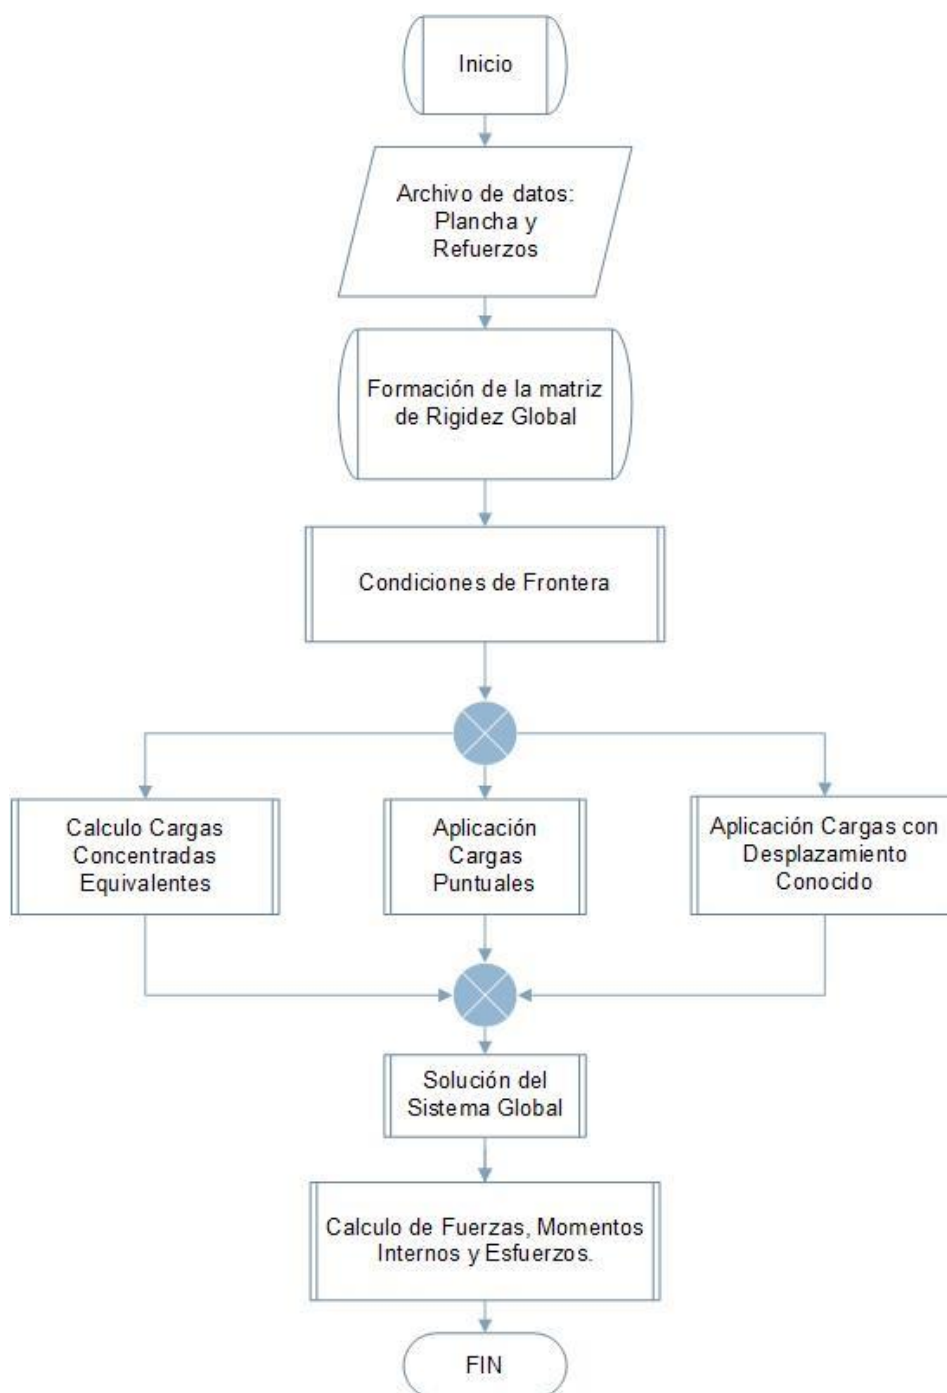 Inicio
Archivo de datos:
Plancha y
Refuerzos
Formación de la matriz
de Rigidez Global
Condiciones de Frontera
Calculo Cargas
Concentradas
Equivalentes
Aplicación
Cargas
Puntuales
Aplicación Cargas con
Desplazamiento
Conocido
Solución del
Sistema Global
Calculo de Fuerzas, Momentos
Internos y Esfuerzos.
FIN